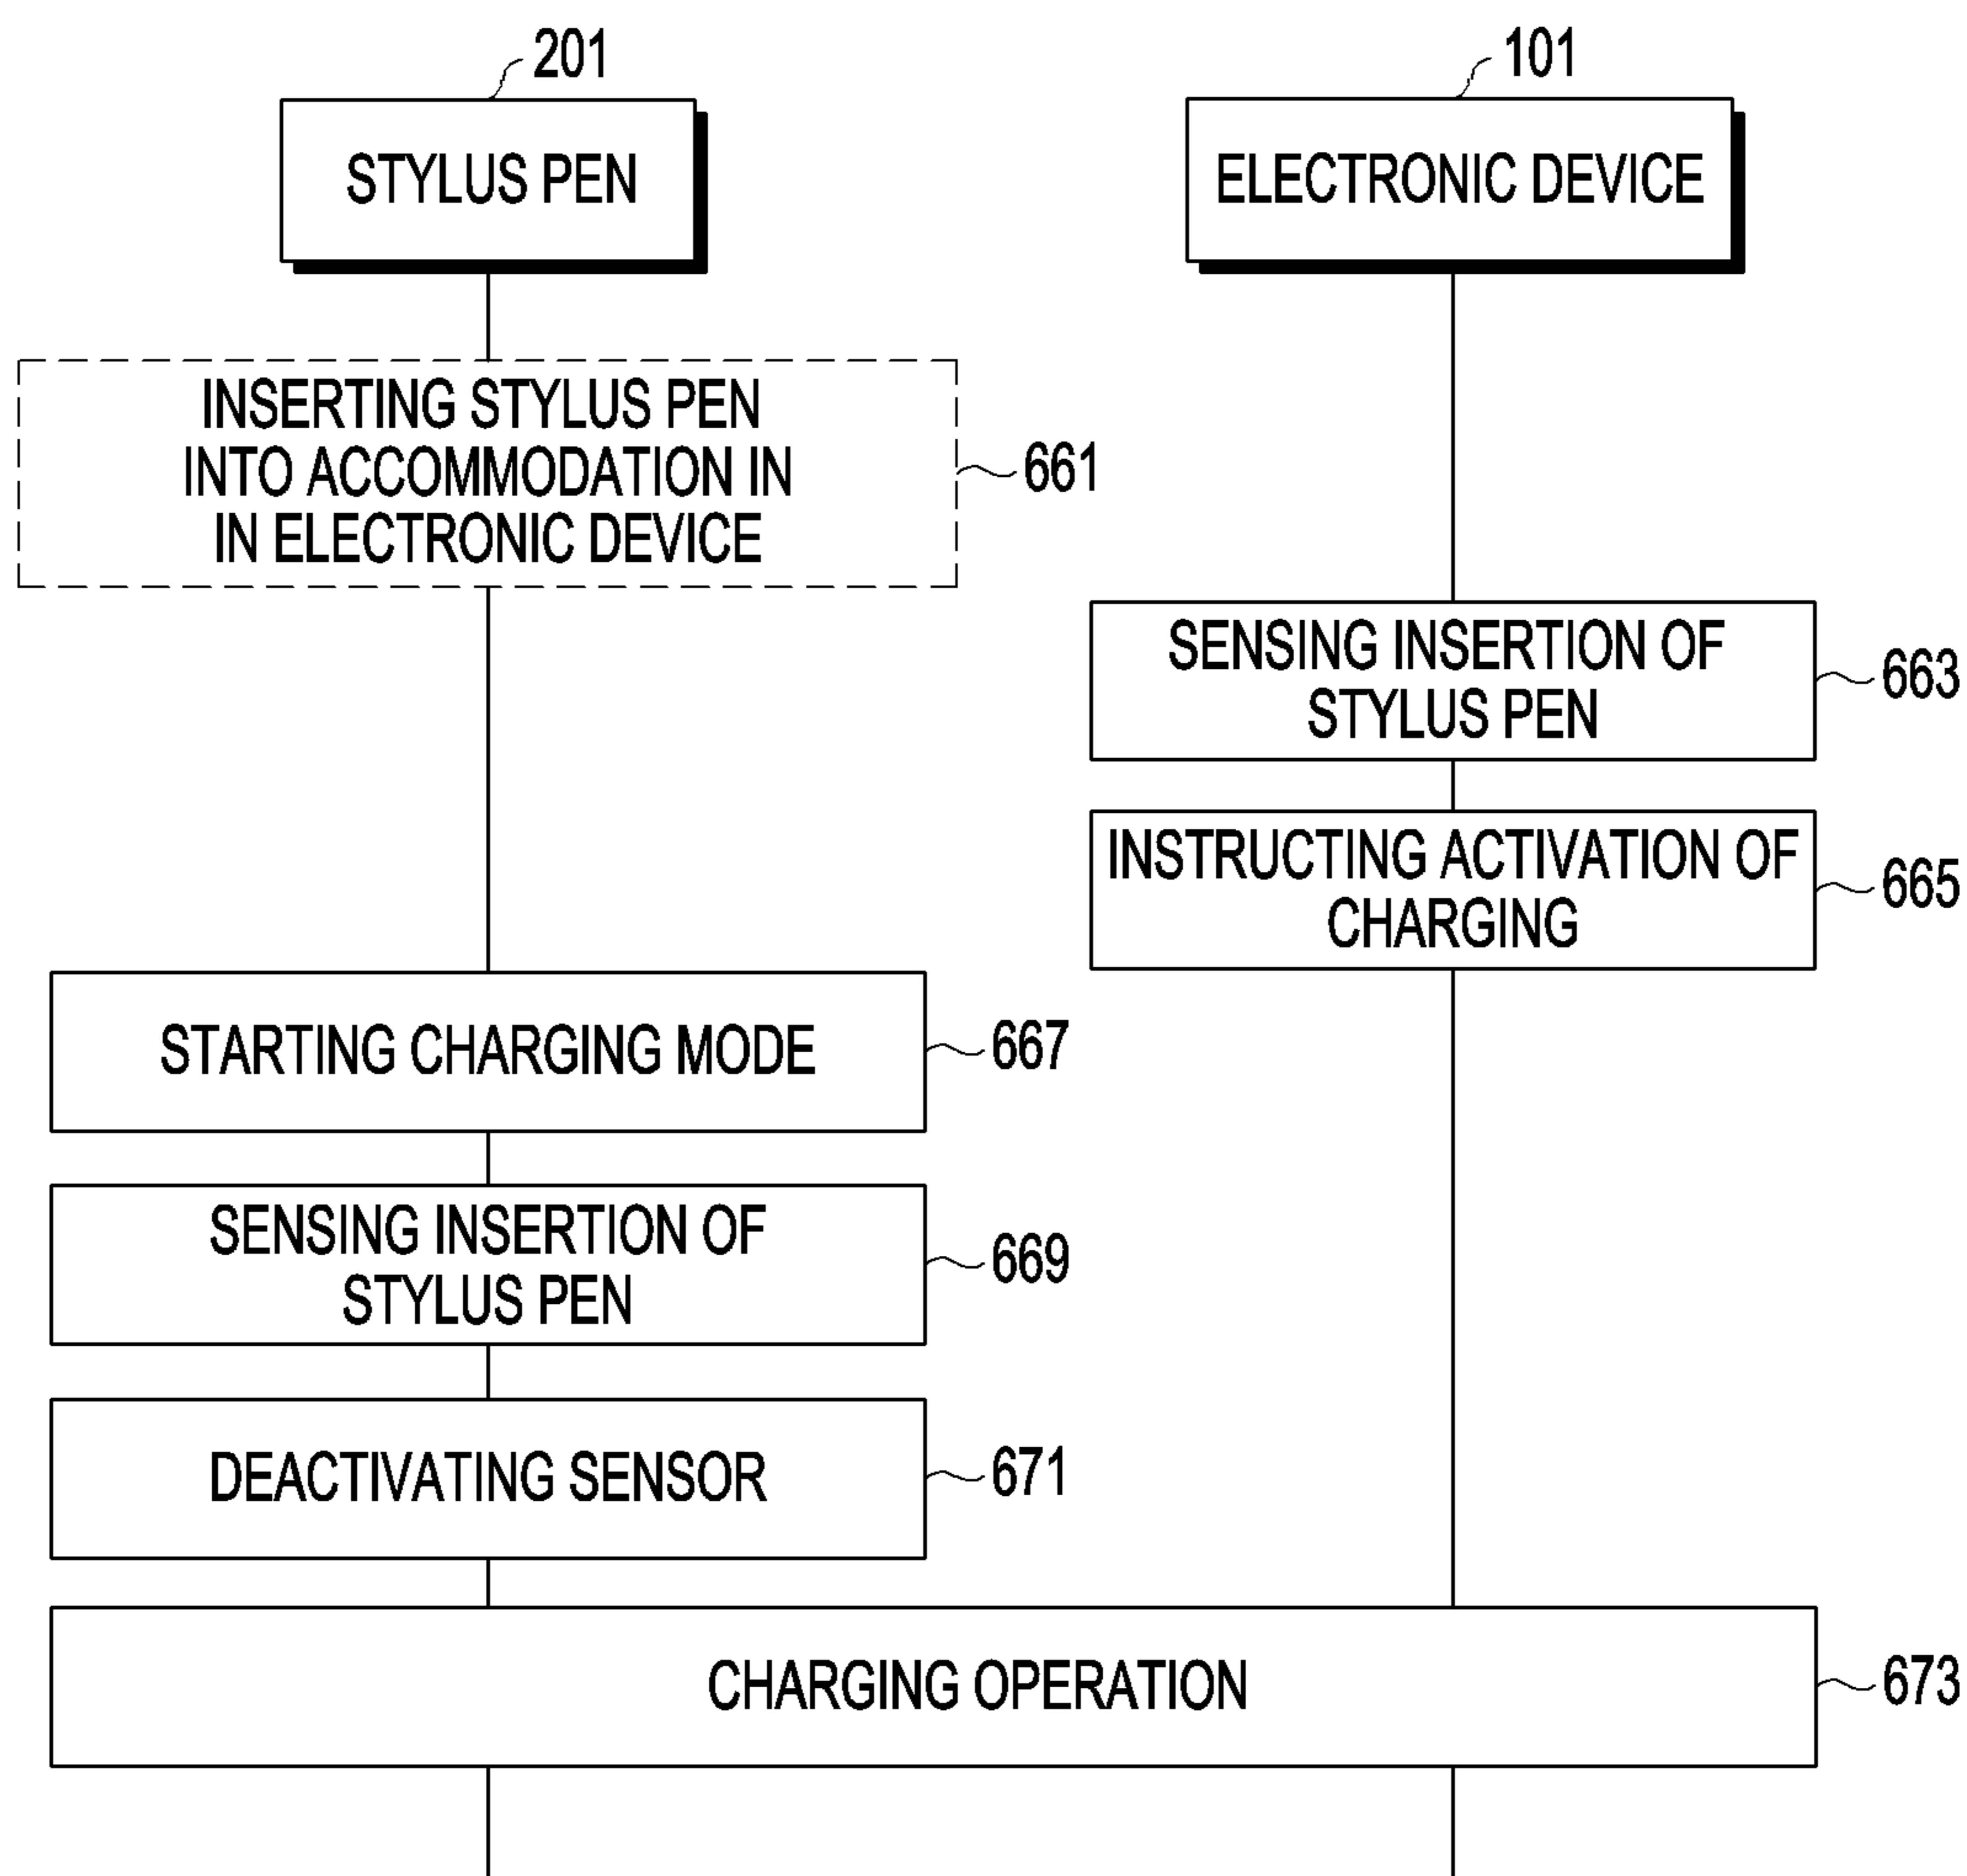 201
101
STYLUS PEN
ELECTRONIC DEVICE
INSERTING STYLUS PEN
INTO ACCOMMODATION IN
IN ELECTRONIC DEVICE
661
SENSING INSERTION OF
STYLUS PEN
663
INSTRUCTING ACTIVATION OF
CHARGING
665
STARTING CHARGING MODE
667
SENSING INSERTION OF
STYLUS PEN
669
DEACTIVATING SENSOR
671
CHARGING OPERATION
673